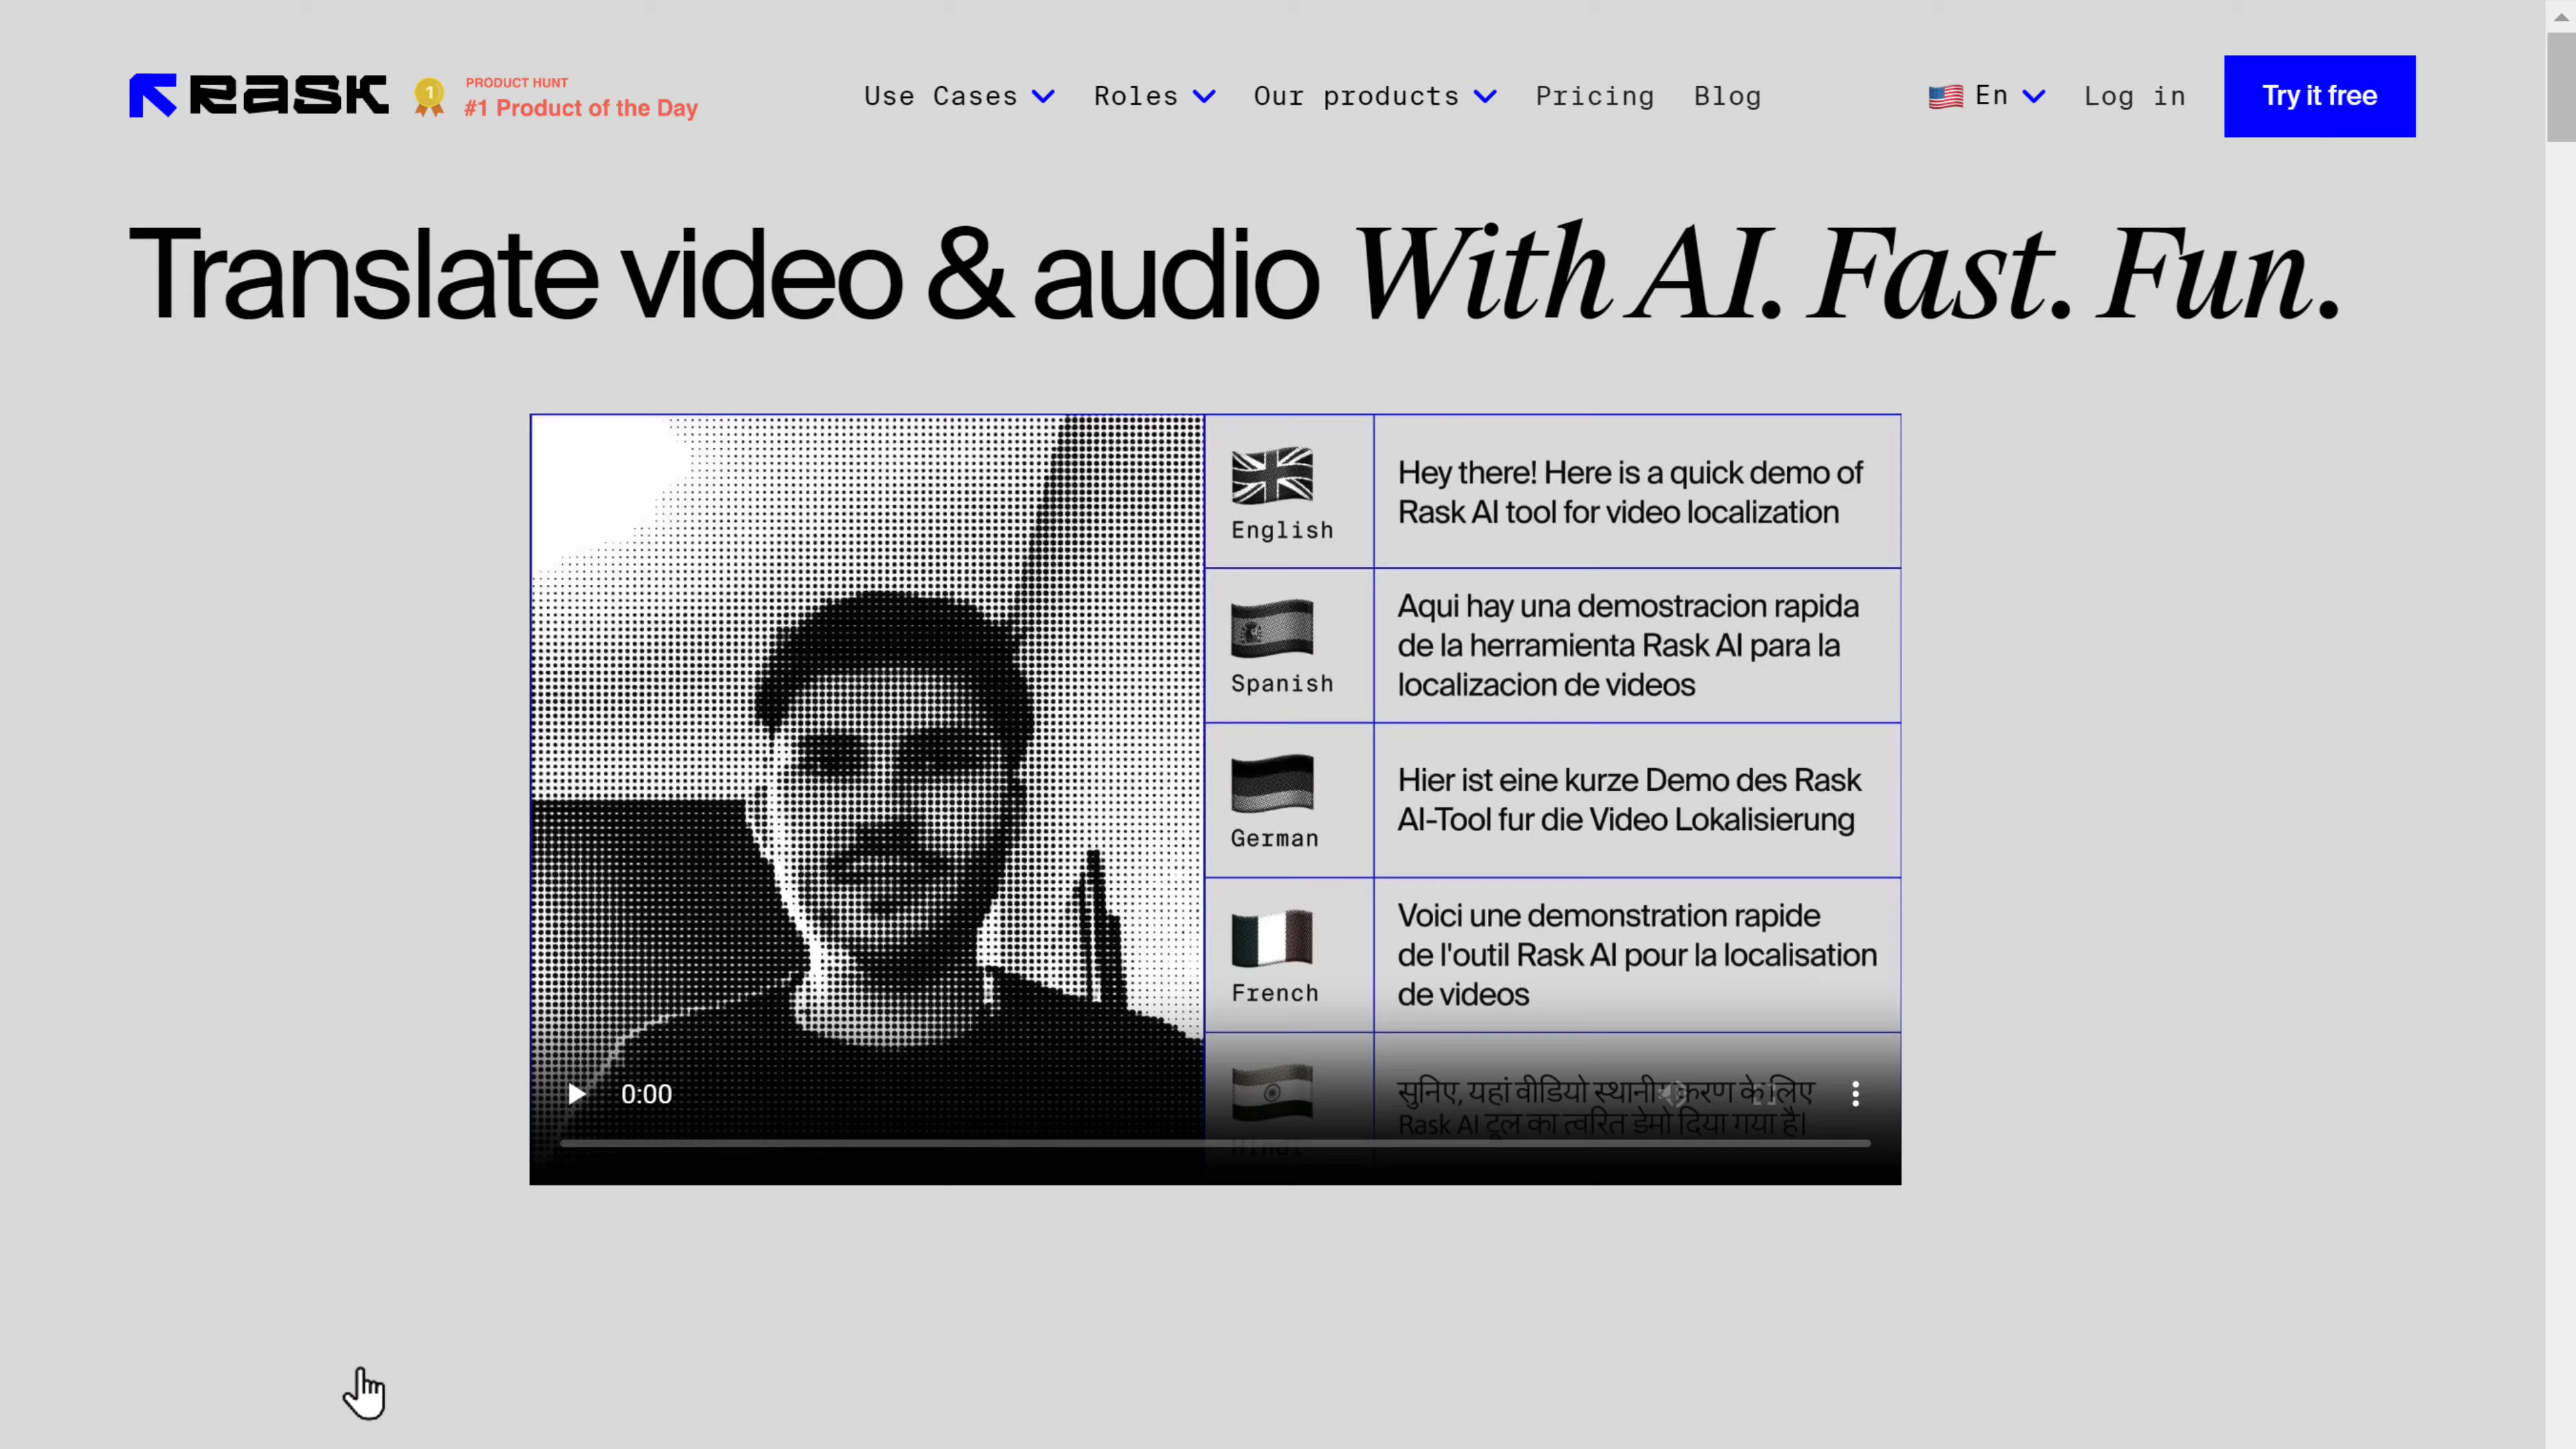 RASK
PRODUCT HUNT
1
#1 Product of the Day
Use Cases
Roles
Our products
Pricing
Blog
En
Log in
Try it free
Translate video & audio With AI. Fast. Fun.
English
Hey there! Here is a quick demo of
Rask AI tool for video localization
Spanish
Aqui hay una demostracion rapida
de la herramienta Rask AI para la
localizacion de videos
German
Hier ist eine kurze Demo des Rask
AI-Tool fur die Video Lokalisierung
French
Voici une demonstration rapide
de l'outil Rask AI pour la localisation
de videos
Hindi
सुनिए, यहां वीडियो स्थानीयकरण के लिए
Rask AI टूल का त्वरित डेमो दिया गया है।
0:00